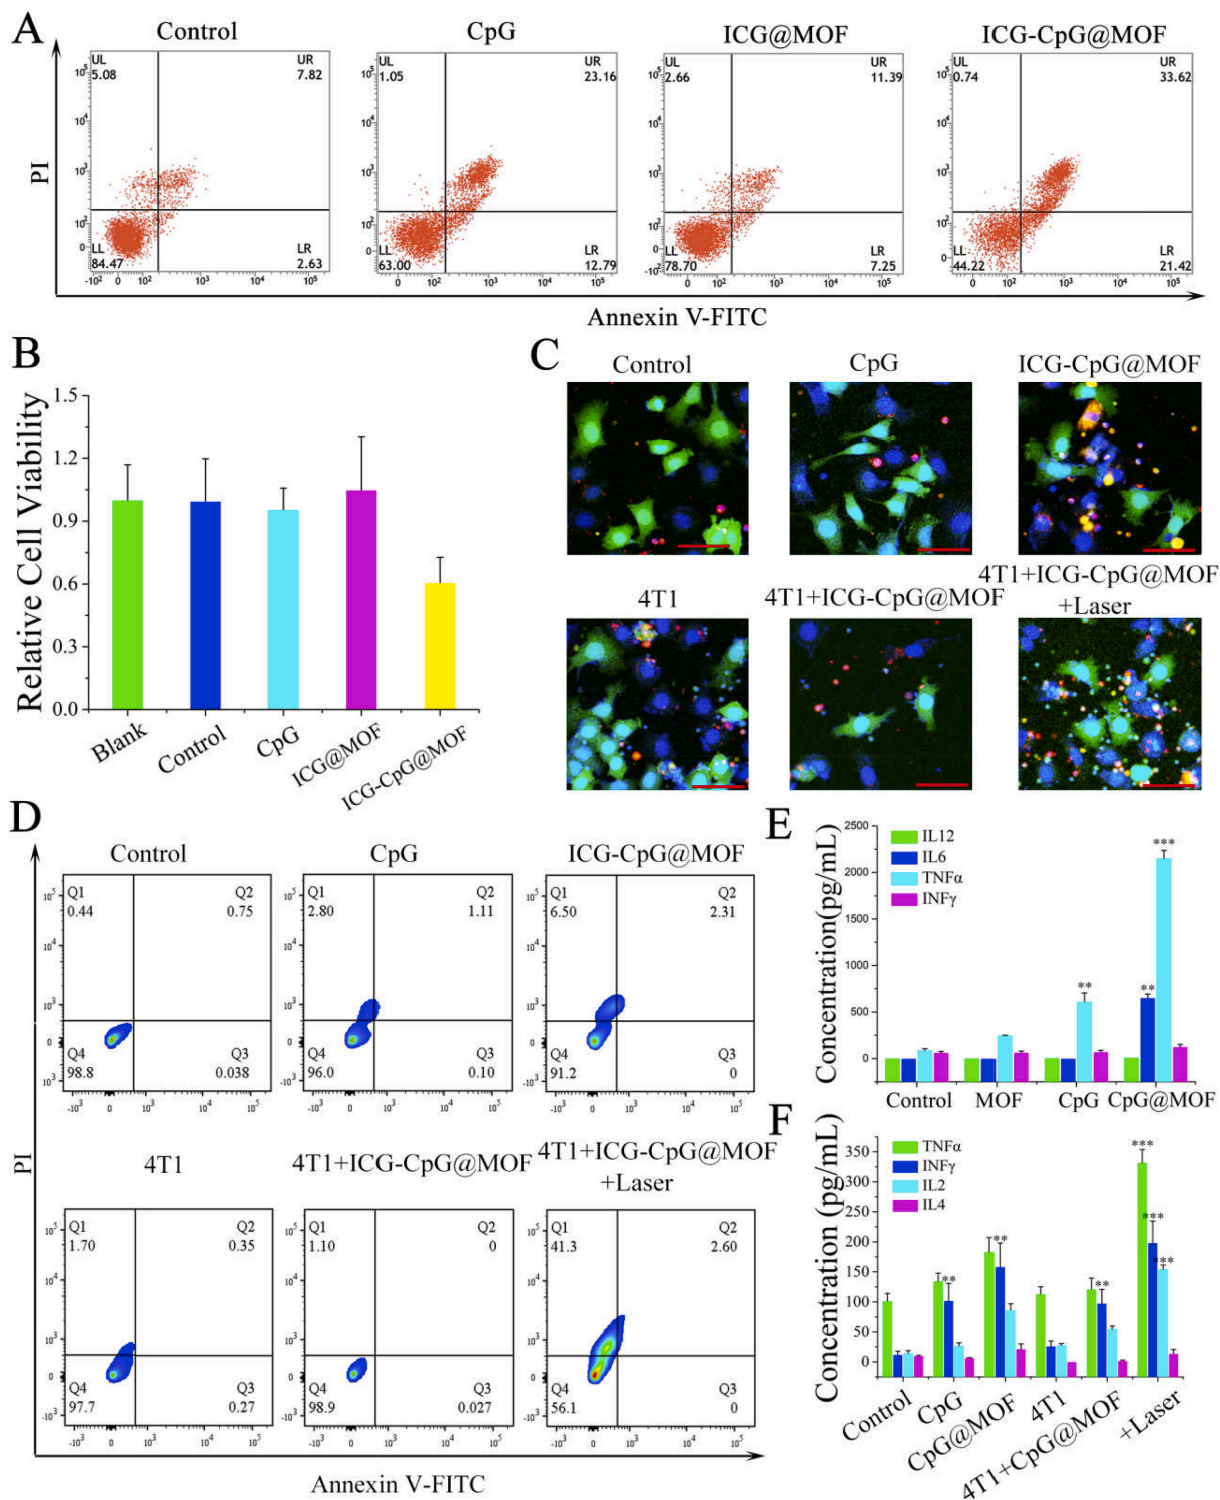 A
Control
CpG
ICG@MOF
ICG-CpG@MOF
UL
5.08
UR
7.82
LL
84.47
LR
2.63
UL
1.05
UR
23.16
LL
63.00
LR
12.79
UL
2.66
UR
11.39
LL
78.70
LR
7.25
UL
0.74
UR
33.62
LL
44.22
LR
21.42
PI
Annexin V-FITC
B
Relative Cell Viability
1.5
1.2
0.9
0.6
0.3
0.0
Blank
Control
CpG
ICG@MOF
ICG-CpG@MOF
C
Control
CpG
ICG-CpG@MOF
4T1
4T1+ICG-CpG@MOF
4T1+ICG-CpG@MOF
+Laser
D
Control
CpG
ICG-CpG@MOF
Q1
0.44
Q2
0.75
Q4
98.8
Q3
0.038
Q1
2.80
Q2
1.11
Q4
96.0
Q3
0.10
Q1
6.50
Q2
2.31
Q4
91.2
Q3
0
4T1
4T1+ICG-CpG@MOF
4T1+ICG-CpG@MOF
+Laser
Q1
1.70
Q2
0.35
Q4
97.7
Q3
0.27
Q1
1.10
Q2
0
Q4
98.9
Q3
0.027
Q1
41.3
Q2
2.60
Q4
56.1
Q3
0
PI
Annexin V-FITC
E
Concentration(pg/mL)
2500
2000
1500
1000
500
0
IL12
IL6
TNFα
INFγ
**
**
***
Control
MOF
CpG
CpG@MOF
F
Concentration (pg/mL)
350
300
250
200
150
100
50
0
TNFα
INFγ
IL2
IL4
**
**
**
***
***
***
Control
CpG
CpG@MOF
4T1
4T1+CpG@MOF
+Laser